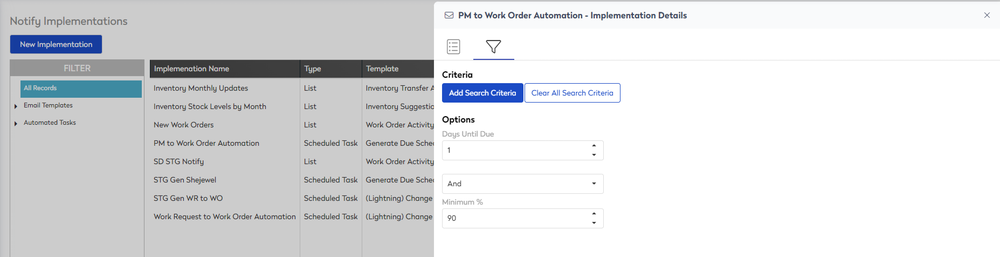 Notify Implementations
New Implementation
FILTER
All Records
Email Templates
Automated Tasks
Implemenation Name Type Template
Inventory Monthly Updates List Inventory Transfer A
Inventory Stock Levels by Month List Inventory Suggestio
New Work Orders List Work Order Activity
PM to Work Order Automation Scheduled Task Generate Due Sched
SD STG Notify List Work Order Activity
STG Gen Shejewel Scheduled Task Generate Due Sched
STG Gen WR to WO Scheduled Task (Lightning) Change
Work Request to Work Order Automation Scheduled Task (Lightning) Change
PM to Work Order Automation - Implementation Details
Criteria
Add Search Criteria Clear All Search Criteria
Options
Days Until Due
1
And
Minimum %
90